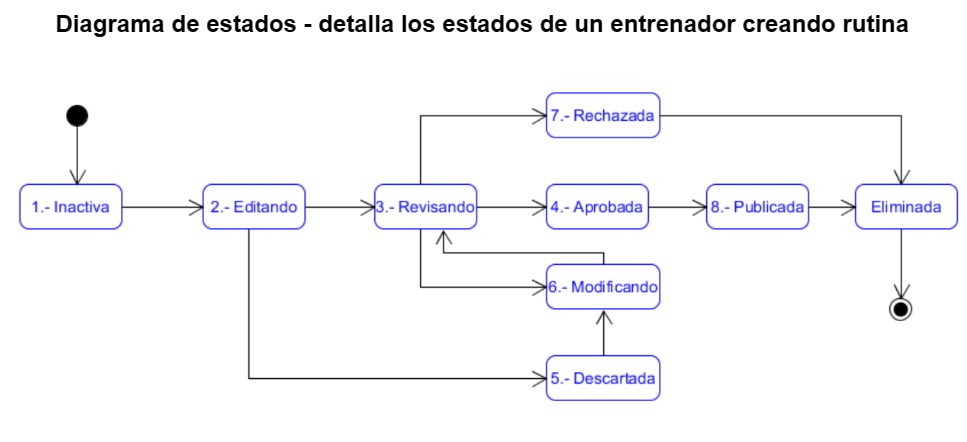 Diagrama de estados - detalla los estados de un entrenador creando rutina
7.- Rechazada
1.- Inactiva
2.- Editando
3.- Revisando
4.- Aprobada
8.- Publicada
Eliminada
6.- Modificando
5.- Descartada